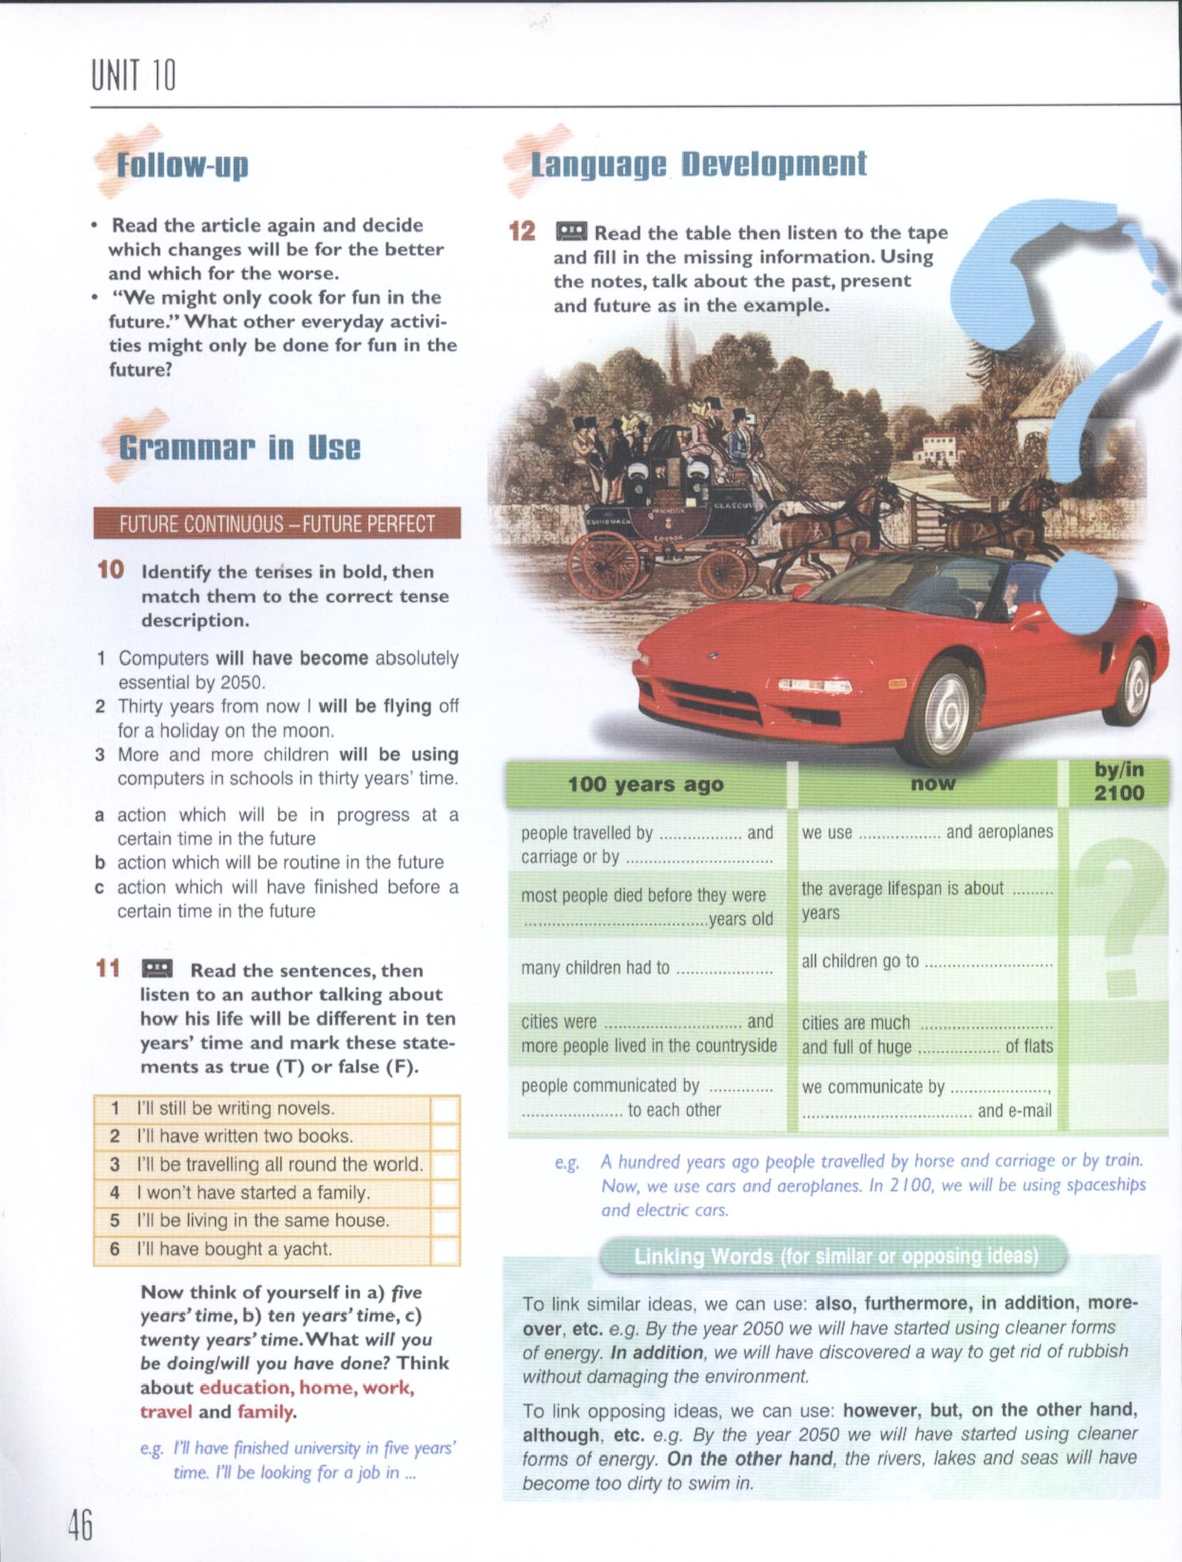 UNIT 10
Follow-up
• Read the article again and decide
which changes will be for the better
and which for the worse.
• “We might only cook for fun in the
future.” What other everyday activi-
ties might only be done for fun in the
future?
Grammar in Use
FUTURE CONTINUOUS – FUTURE PERFECT
10 Identify the tenses in bold, then
match them to the correct tense
description.
1 Computers will have become absolutely
essential by 2050.
2 Thirty years from now I will be flying off
for a holiday on the moon.
3 More and more children will be using
computers in schools in thirty years’ time.
a action which will be in progress at a
certain time in the future
b action which will be routine in the future
c action which will have finished before a
certain time in the future
11 Read the sentences, then
listen to an author talking about
how his life will be different in ten
years’ time and mark these state-
ments as true (T) or false (F).
1 I’ll still be writing novels.
2 I’ll have written two books.
3 I’ll be travelling all round the world.
4 I won’t have started a family.
5 I’ll be living in the same house.
6 I’ll have bought a yacht.
Now think of yourself in a) five
years’ time, b) ten years’ time, c)
twenty years’ time. What will you
be doing/will you have done? Think
about education, home, work,
travel and family.
e.g. I’ll have finished university in five years’
time. I’ll be looking for a job in ...
46
Language Development
12 Read the table then listen to the tape
and fill in the missing information. Using
the notes, talk about the past, present
and future as in the example.
EDINBURGH
GLASGOW
LONDON
100 years ago
now
by/in
2100
people travelled by ................. and
carriage or by ...............................
we use ................. and aeroplanes
most people died before they were
.......................................years old
the average lifespan is about .........
years
many children had to .....................
all children go to ...........................
cities were ............................. and
more people lived in the countryside
cities are much ............................
and full of huge ................. of flats
people communicated by ..............
..................... to each other
we communicate by .....................,
.................................... and e-mail
?
e.g. A hundred years ago people travelled by horse and carriage or by train.
Now, we use cars and aeroplanes. In 2100, we will be using spaceships
and electric cars.
Linking Words (for similar or opposing ideas)
To link similar ideas, we can use: also, furthermore, in addition, more-
over, etc. e.g. By the year 2050 we will have started using cleaner forms
of energy. In addition, we will have discovered a way to get rid of rubbish
without damaging the environment.
To link opposing ideas, we can use: however, but, on the other hand,
although, etc. e.g. By the year 2050 we will have started using cleaner
forms of energy. On the other hand, the rivers, lakes and seas will have
become too dirty to swim in.